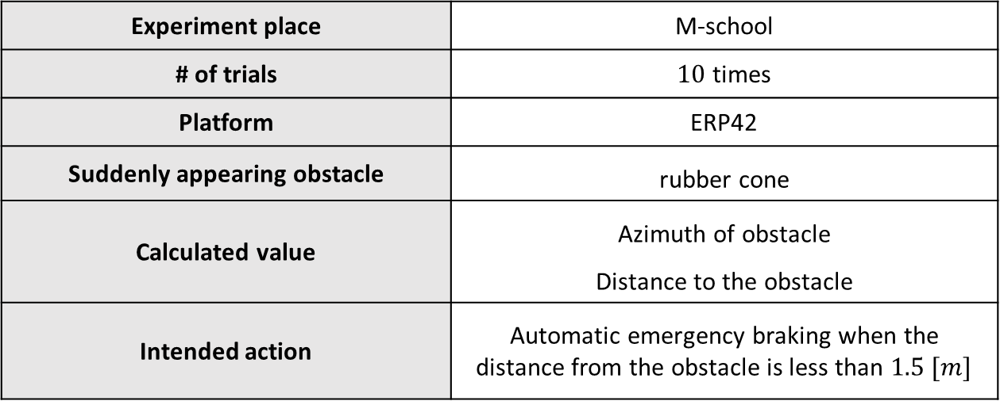 Experiment place
M-school
# of trials
10 times
Platform
ERP42
Suddenly appearing obstacle
rubber cone
Calculated value
Azimuth of obstacle
Distance to the obstacle
Intended action
Automatic emergency braking when the
distance from the obstacle is less than 1.5 [m]